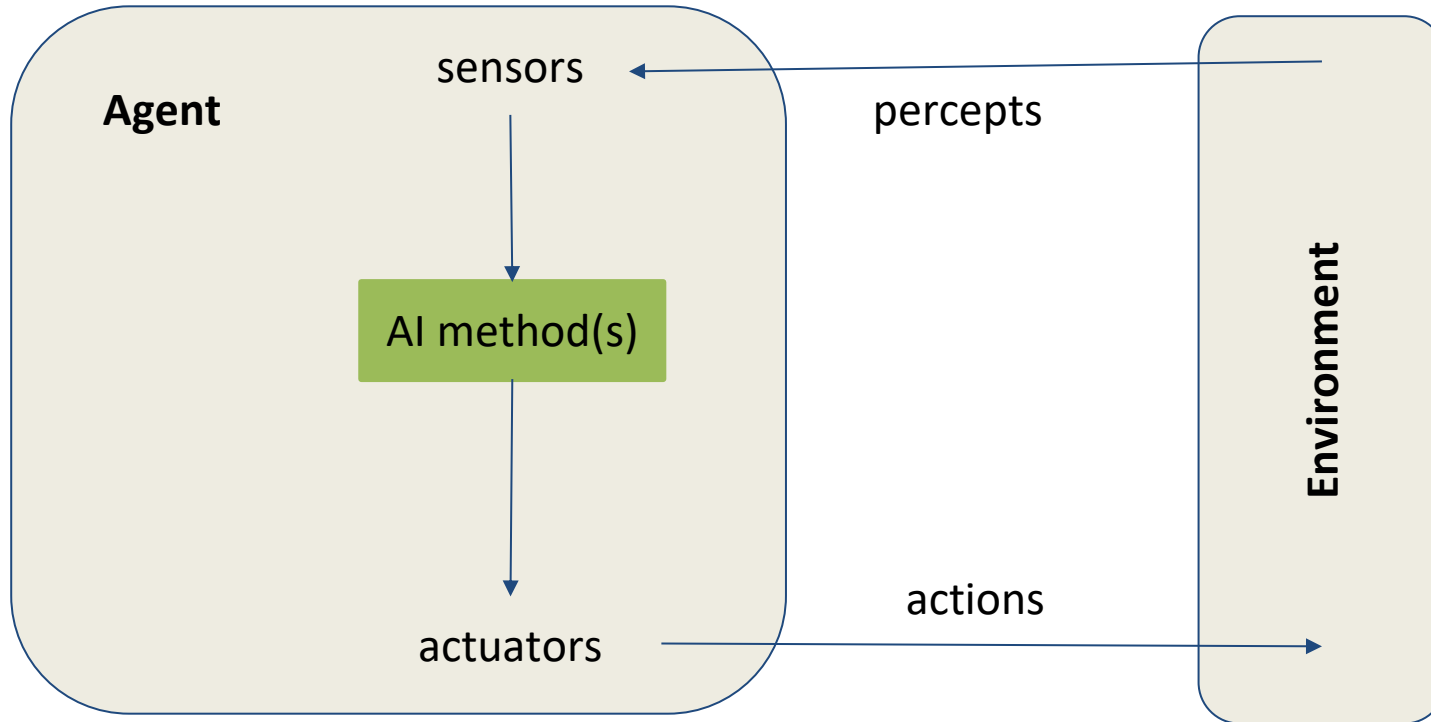 sensors
Agent
percepts
AI method(s)
Environment
actions
actuators